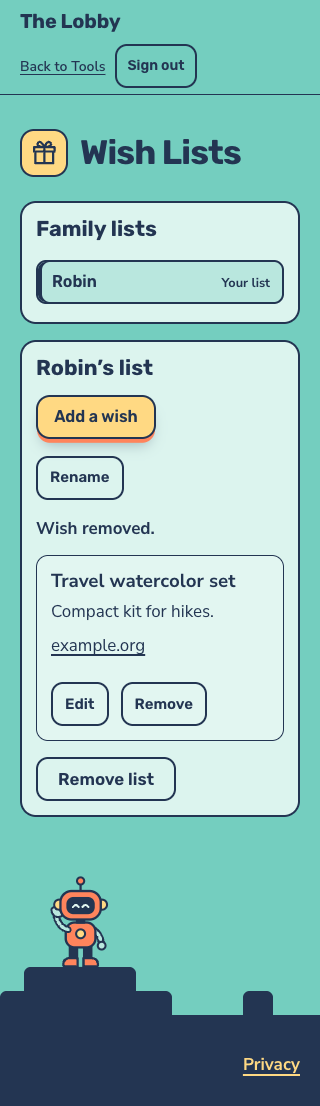 The Lobby
Back to Tools
Sign out
Wish Lists
Family lists
Robin
Your list
Robin’s list
Add a wish
Rename
Wish removed.
Travel watercolor set
Compact kit for hikes.
example.org
Edit
Remove
Remove list
Privacy